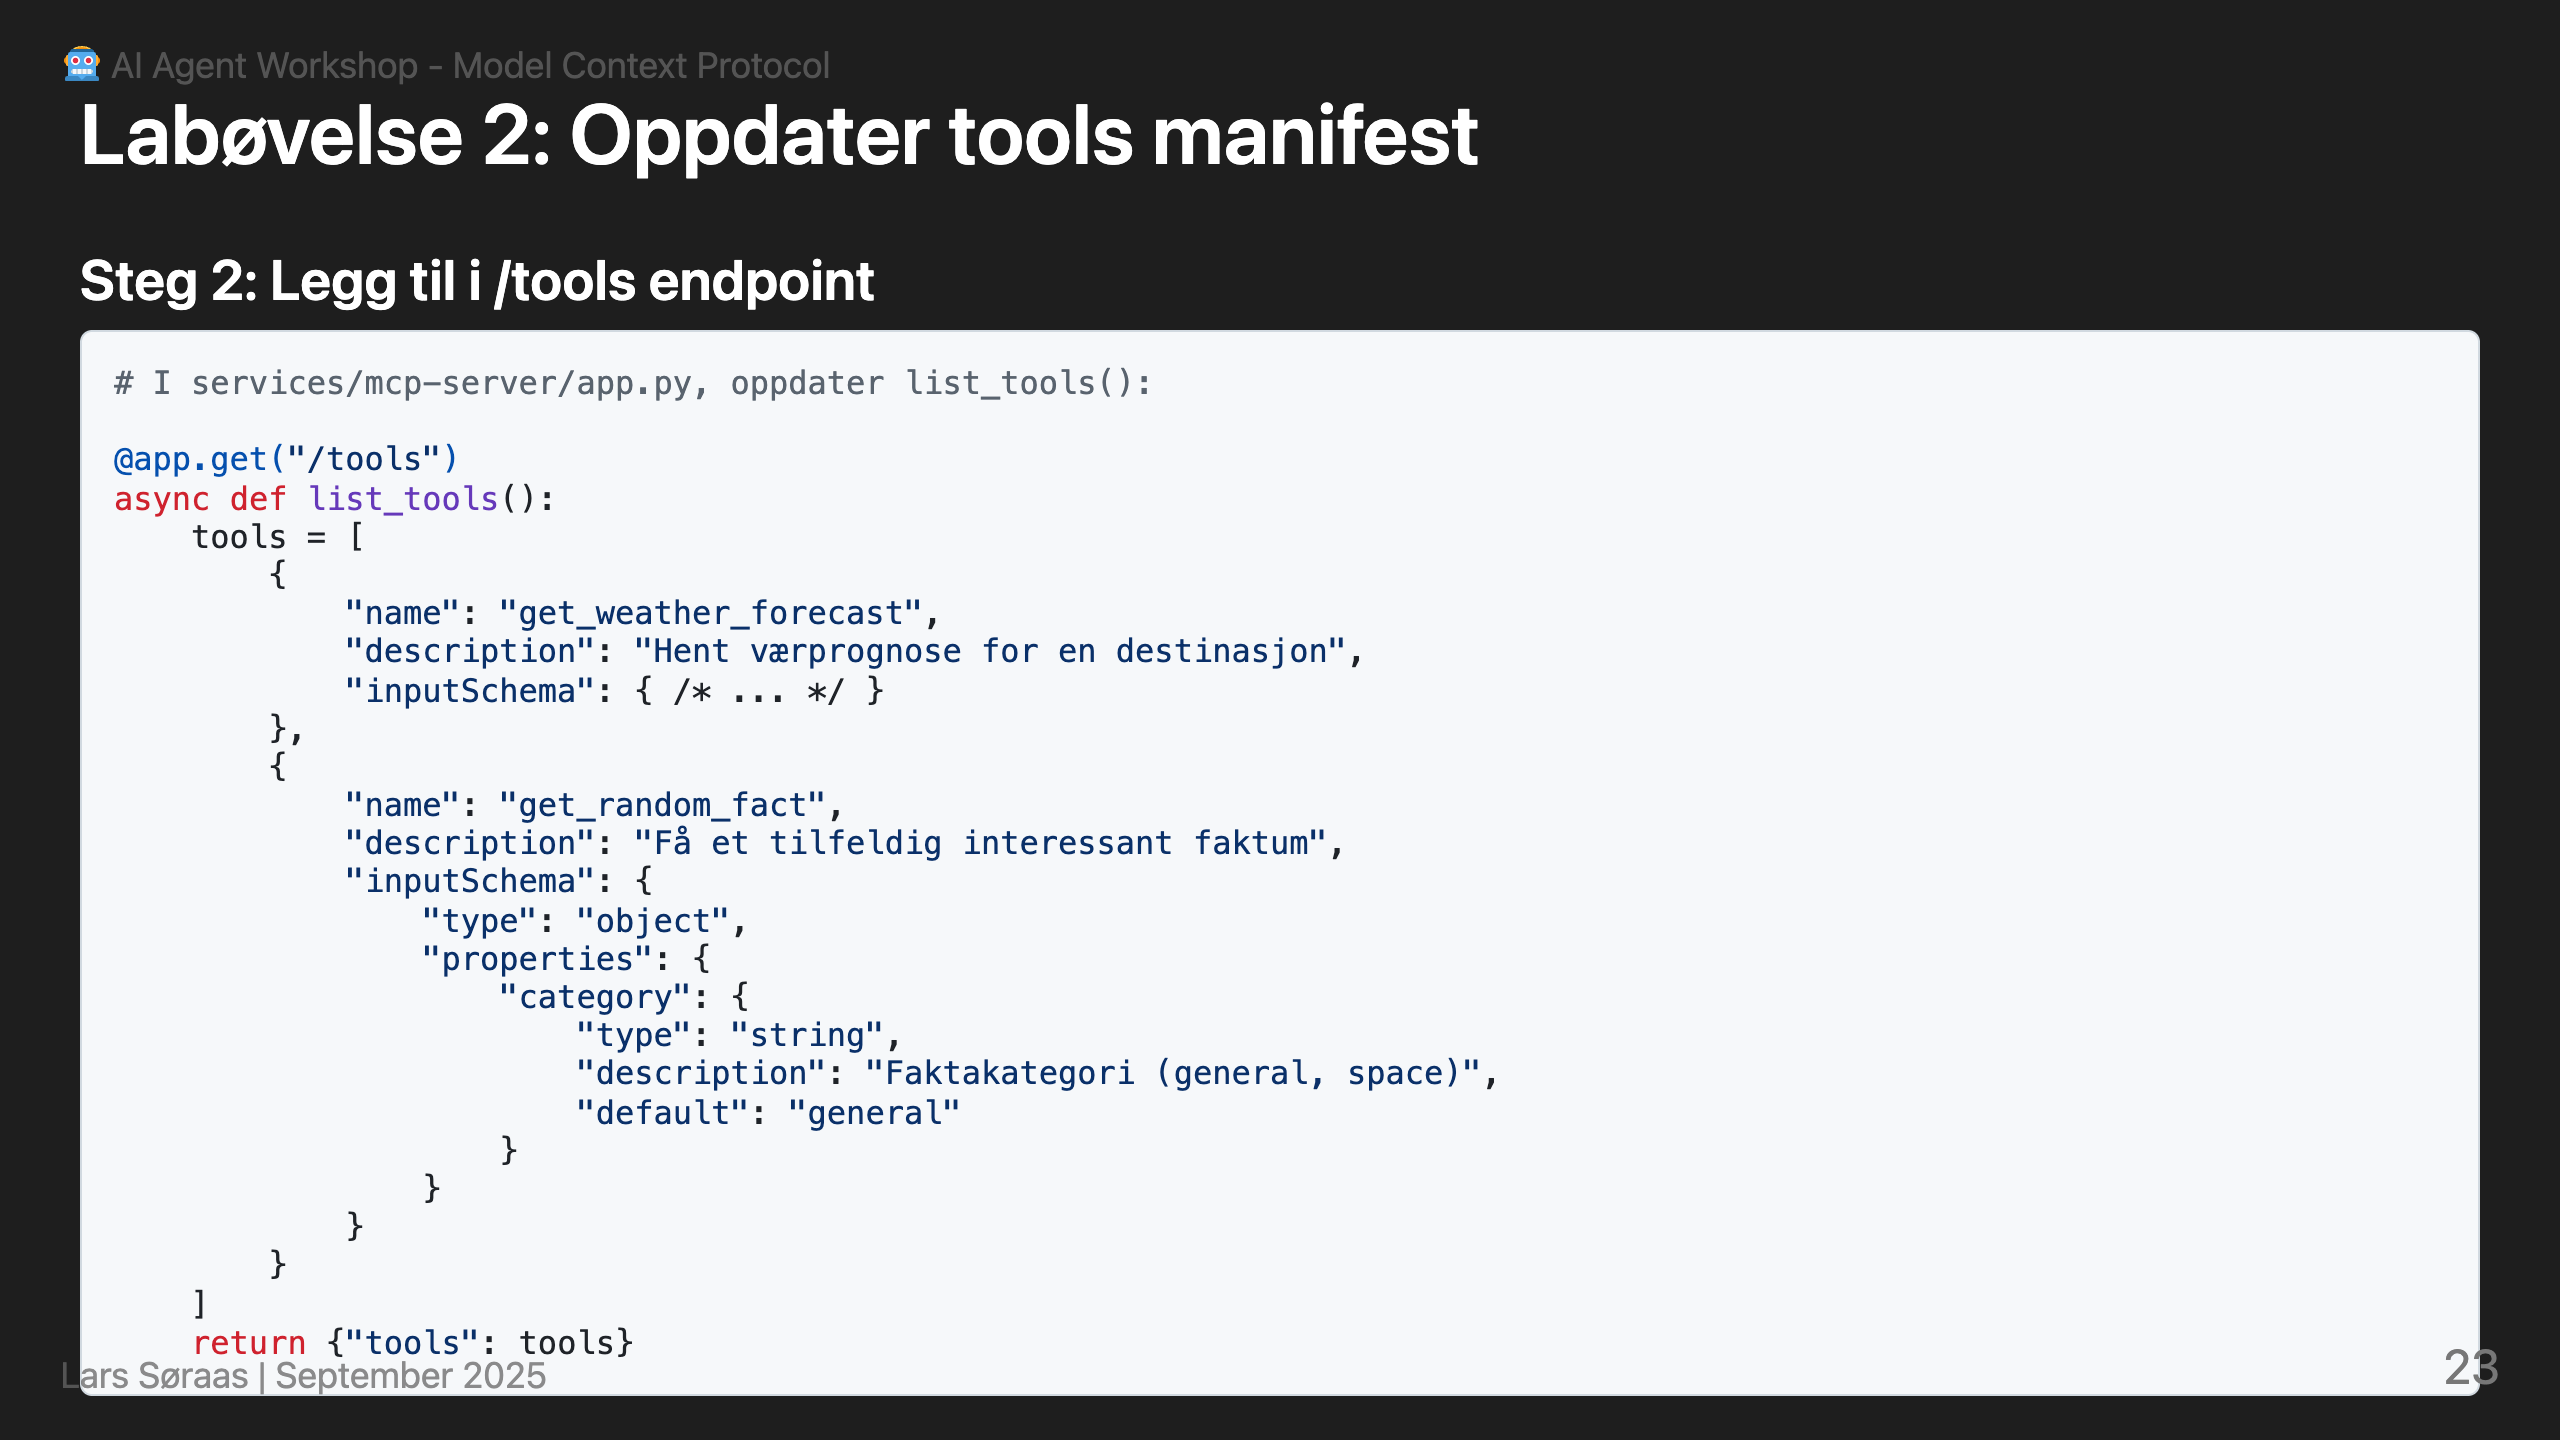 AI Agent Workshop - Model Context Protocol
Labøvelse 2: Oppdater tools manifest
Steg 2: Legg til i /tools endpoint
# I services/mcp-server/app.py, oppdater list_tools():
@app.get("/tools")
async def list_tools():
    tools = [
        {
            "name": "get_weather_forecast",
            "description": "Hent værprognose for en destinasjon",
            "inputSchema": { /* ... */ }
        },
        {
            "name": "get_random_fact",
            "description": "Få et tilfeldig interessant faktum",
            "inputSchema": {
                "type": "object",
                "properties": {
                    "category": {
                        "type": "string",
                        "description": "Faktakategori (general, space)",
                        "default": "general"
                    }
                }
            }
        }
    ]
    return {"tools": tools}
Lars Søraas | September 2025
23